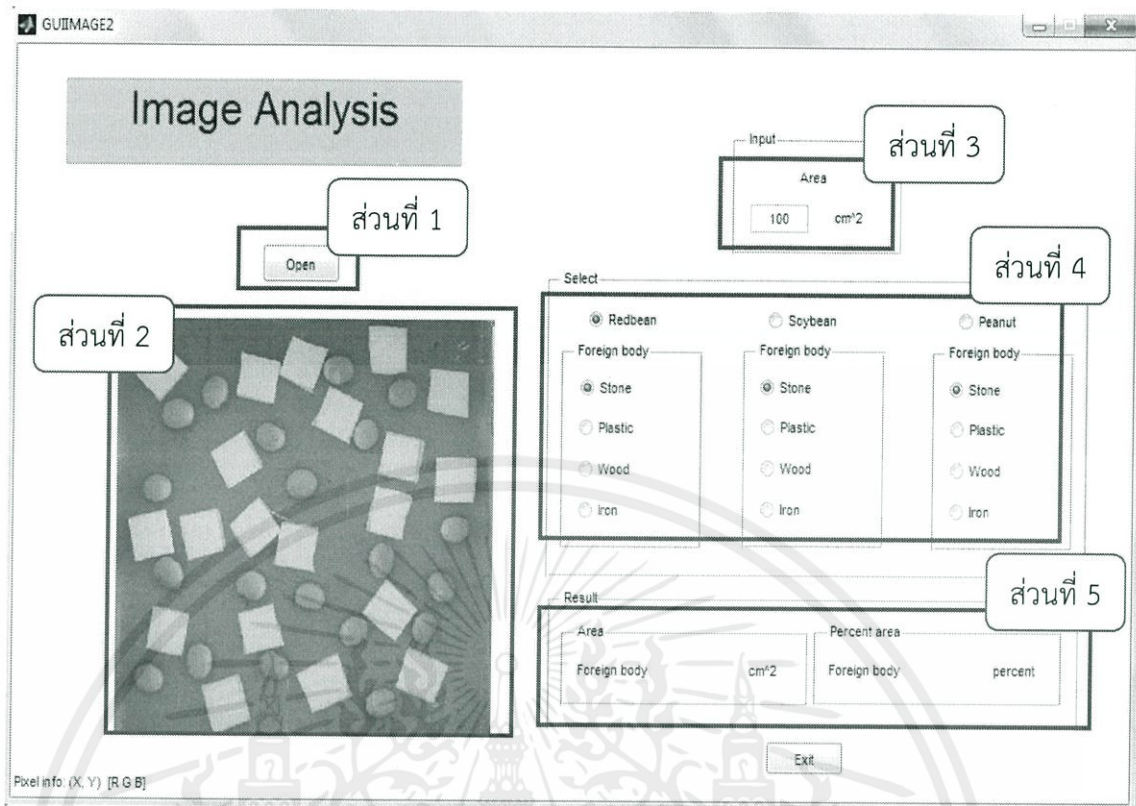 GUIIMAGE2
Image Analysis
ส่วนที่ 1
Open
ส่วนที่ 2
ส่วนที่ 3
Input
Area
100 cm^2
ส่วนที่ 4
Select
Redbean Soybean Peanut
Foreign body Foreign body Foreign body
Stone Stone Stone
Plastic Plastic Plastic
Wood Wood Wood
Iron Iron Iron
ส่วนที่ 5
Result
Area Percent area
Foreign body cm^2 Foreign body percent
Exit
Pixel info: (X, Y) [R G B]